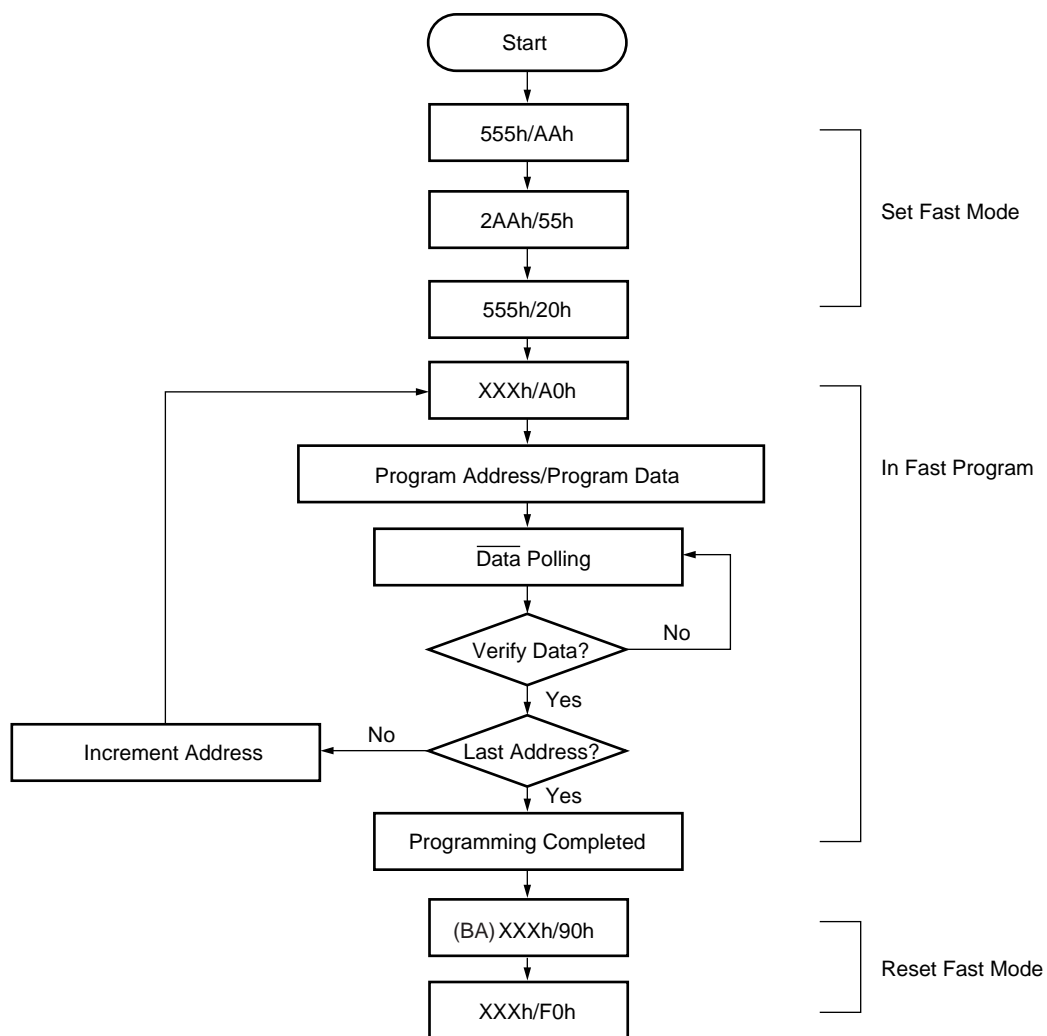 Start
555h/AAh
2AAh/55h
Set Fast Mode
555h/20h
XXXh/A0h
Program Address/Program Data
In Fast Program
Data Polling
Verify Data?
No
Yes
Increment Address
No
Last Address?
Yes
Programming Completed
(BA) XXXh/90h
Reset Fast Mode
XXXh/F0h